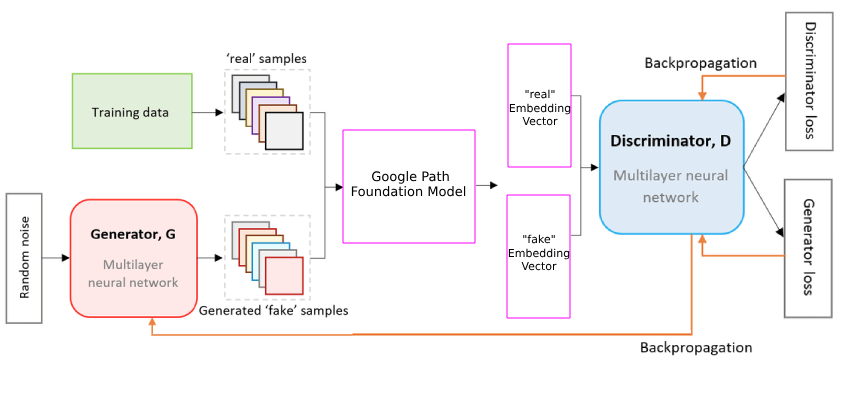 'real' samples
Training data
Random noise
Generator, G
Multilayer
neural network
Generated 'fake' samples
Google Path
Foundation Model
"real"
Embedding
Vector
"fake"
Embedding
Vector
Backpropagation
Discriminator, D
Multilayer neural
network
Discriminator loss
Generator loss
Backpropagation